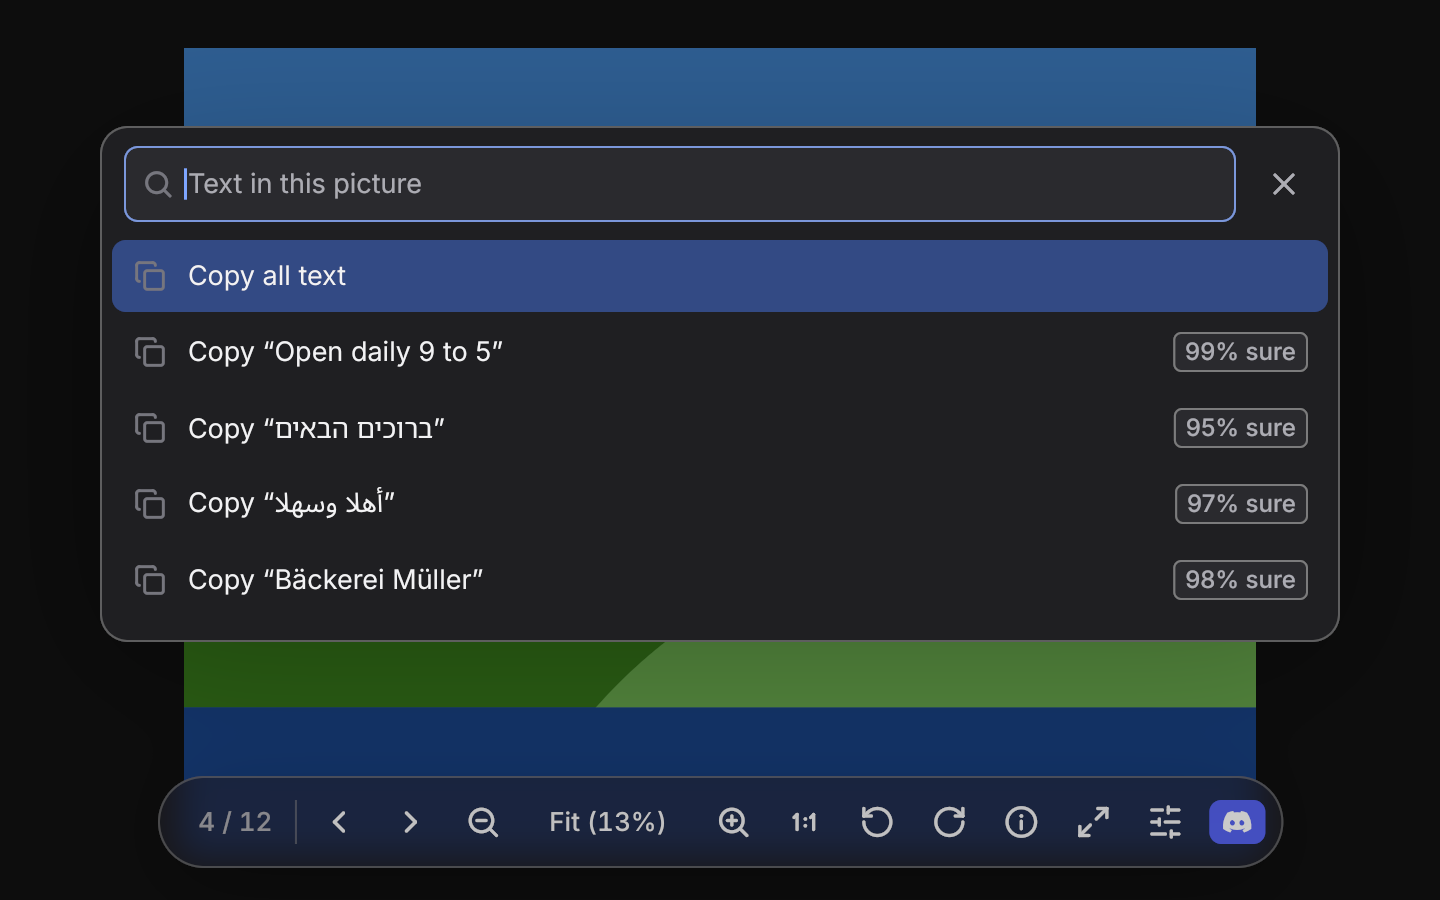 Text in this picture
Copy all text
Copy “Open daily 9 to 5”
99% sure
Copy “ברוכים הבאים”
95% sure
Copy “أهلا وسهلا”
97% sure
Copy “Bäckerei Müller”
98% sure
4 / 12
Fit (13%)
1:1